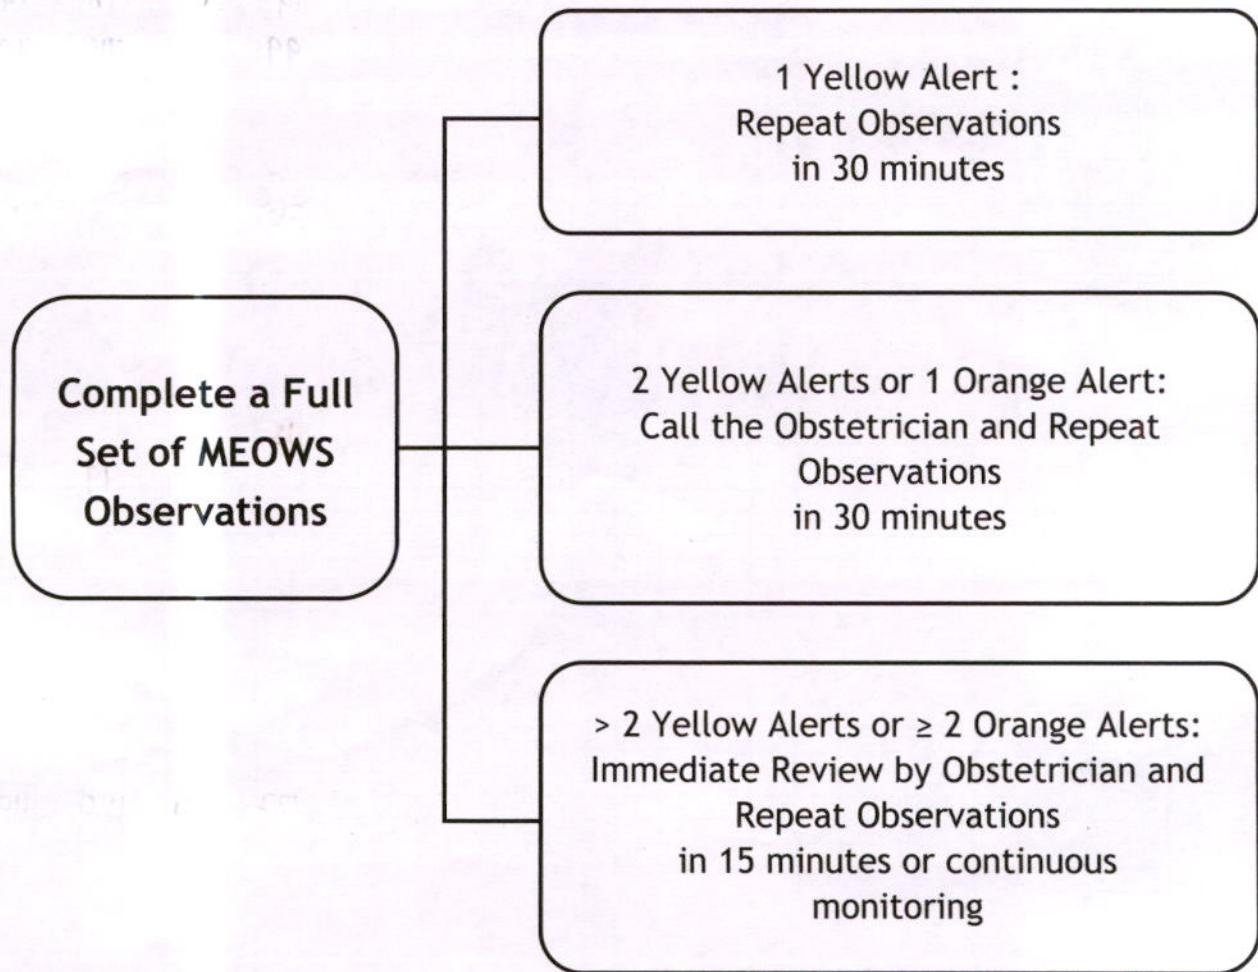 1 Yellow Alert :
Repeat Observations
in 30 minutes
Complete a Full
Set of MEOWS
Observations
2 Yellow Alerts or 1 Orange Alert:
Call the Obstetrician and Repeat
Observations
in 30 minutes
> 2 Yellow Alerts or ≥ 2 Orange Alerts:
Immediate Review by Obstetrician and
Repeat Observations
in 15 minutes or continuous
monitoring